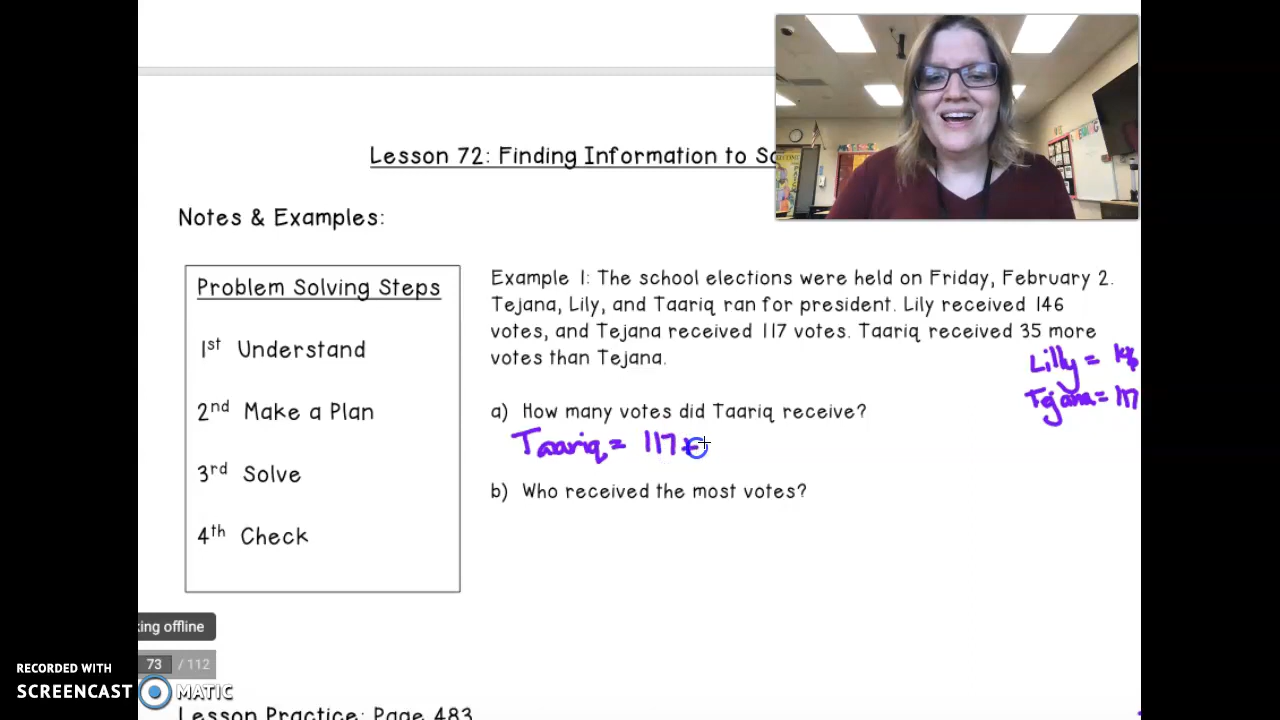 Lesson 72: Finding Information to
Notes & Examples:
Problem Solving Steps
1st Understand
2nd Make a Plan
3rd Solve
4th Check
Example 1: The school elections were held on Friday, February 2.
Tejana, Lily, and Taariq ran for president. Lily received 146
votes, and Tejana received 117 votes. Taariq received 35 more
votes than Tejana.
Lilly = 146
Tejana = 117
a) How many votes did Taariq receive?
Taariq = 117
b) Who received the most votes?
king offline
73 / 112
RECORDED WITH
SCREENCAST MATIC
Lesson Practice: Page 483